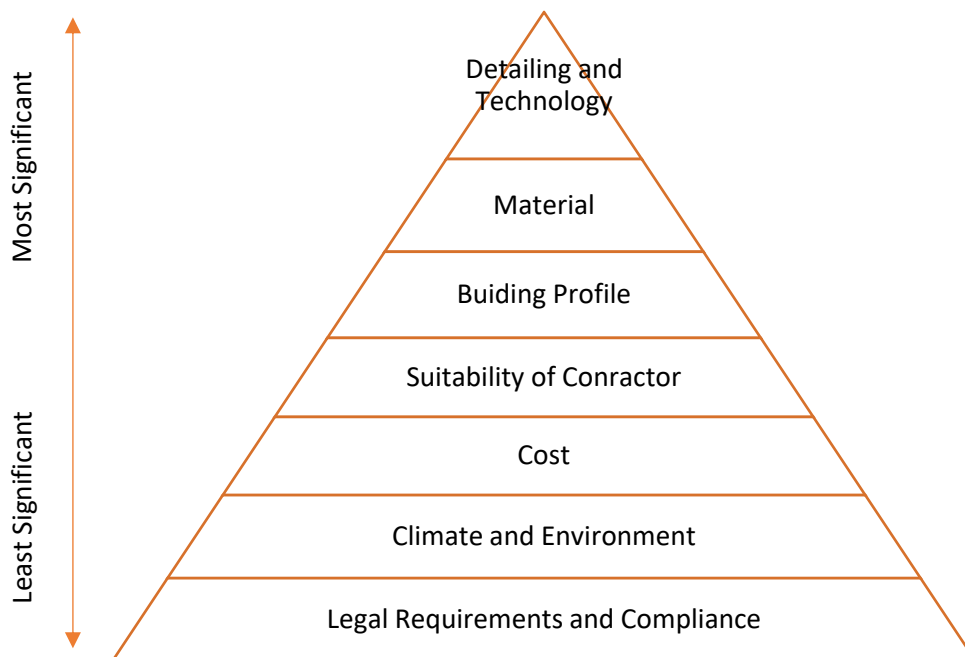 Most Significant
Least Significant
Detailing and
Technology
Material
Buiding Profile
Suitability of Conractor
Cost
Climate and Environment
Legal Requirements and Compliance